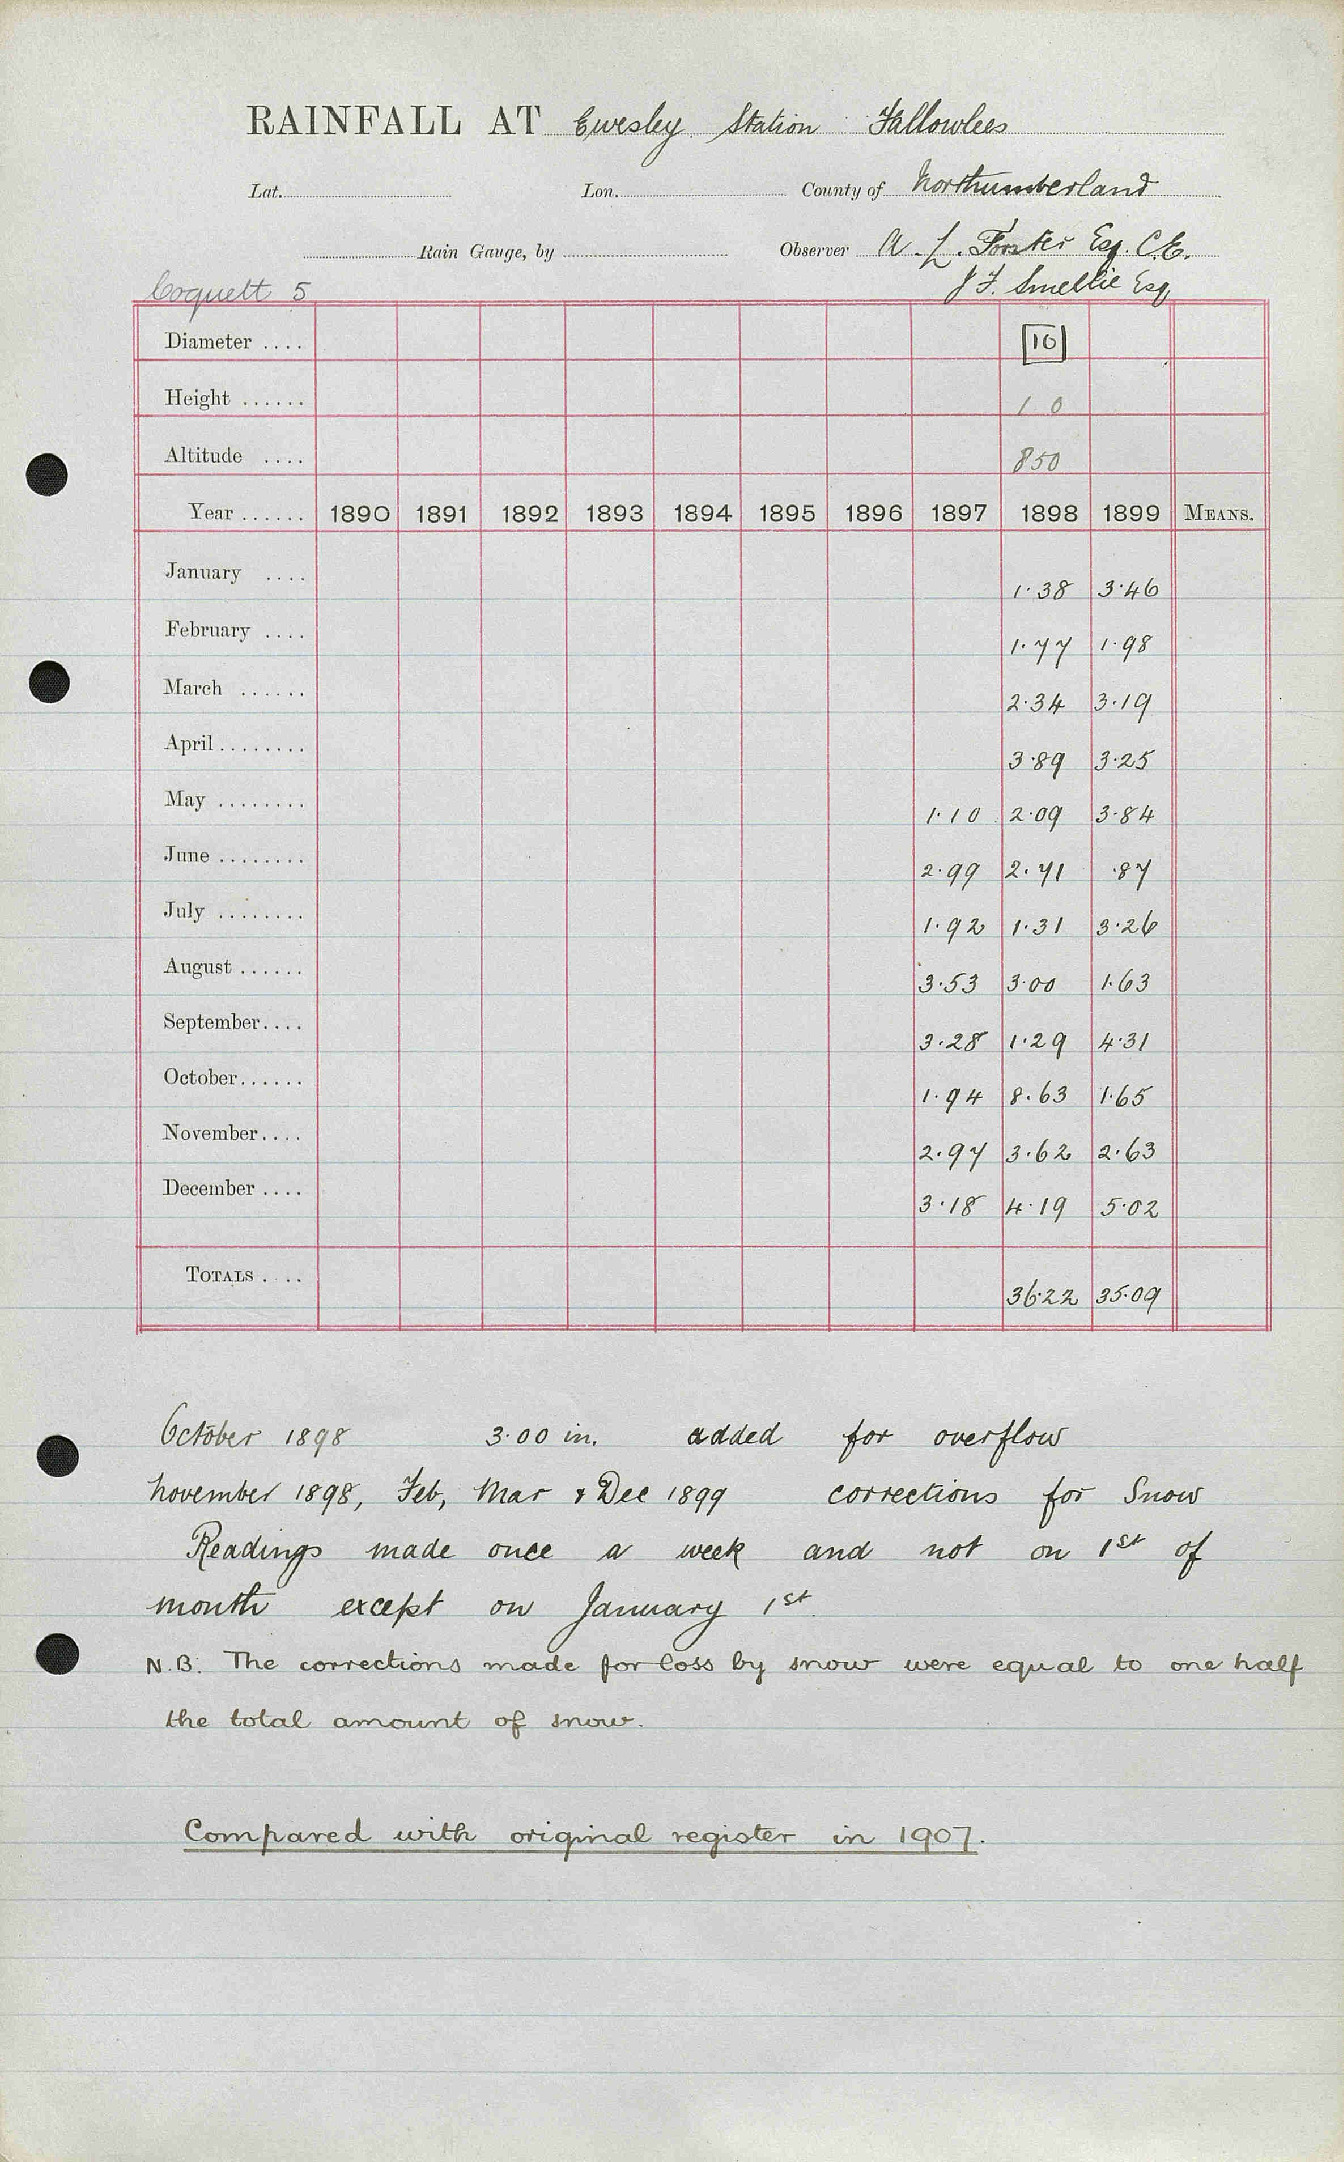 RAINFALL AT Ewesley Station Fallowlees
Lat. Lon. County of Northumberland
Rain Gauge, by Observer A. L. Forster Esq. C.E.
Coquett 5 J F. Smellie Esq
Diameter .... 10
Height ...... 1 0
Altitude .... 850
Year ...... 1890 1891 1892 1893 1894 1895 1896 1897 1898 1899 MEANS.
January .... 1.38 3.46
February .... 1.77 1.98
March ...... 2.34 3.19
April ........ 3.89 3.25
May ........ 1.10 2.09 3.84
June ........ 2.99 2.71 .87
July ........ 1.92 1.31 3.26
August ...... 3.53 3.00 1.63
September.... 3.28 1.29 4.31
October...... 1.94 8.63 1.65
November.... 2.97 3.62 2.63
December .... 3.18 4.19 5.02
TOTALS .... 36.22 35.09
October 1898 3.00 in. added for overflow
November 1898, Feb, Mar & Dec 1899 corrections for Snow
Readings made once a week and not on 1st of
month except on January 1st
N.B. The corrections made for loss by snow were equal to one half
the total amount of snow.
Compared with original register in 1907.